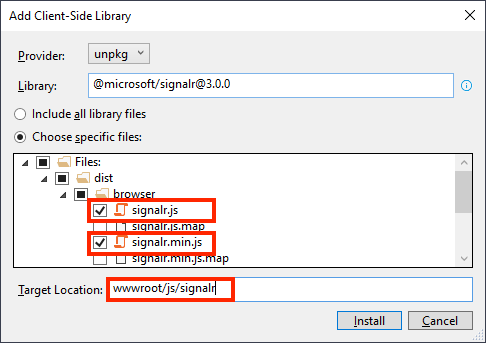 Add Client-Side Library
Provider: unpkg
Library: @microsoft/signalr@3.0.0
Include all library files
Choose specific files:
Files:
dist
browser
signalr.js
signalr.js.map
signalr.min.js
signalr.min.js.map
Target Location: wwwroot/js/signalr
Install Cancel